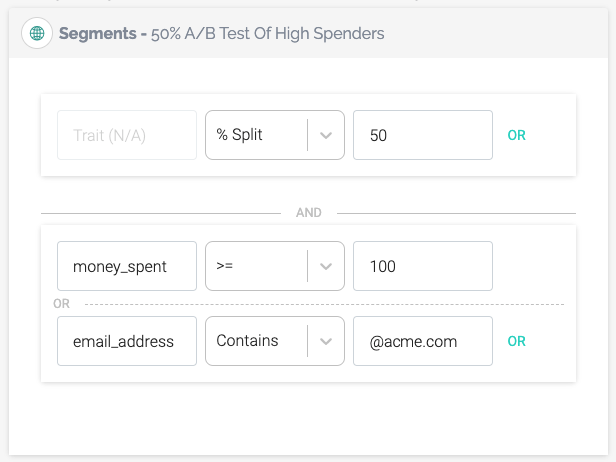 Segments - 50% A/B Test Of High Spenders
Trait (N/A) % Split 50 OR
AND
money_spent >= 100
OR
email_address Contains @acme.com OR